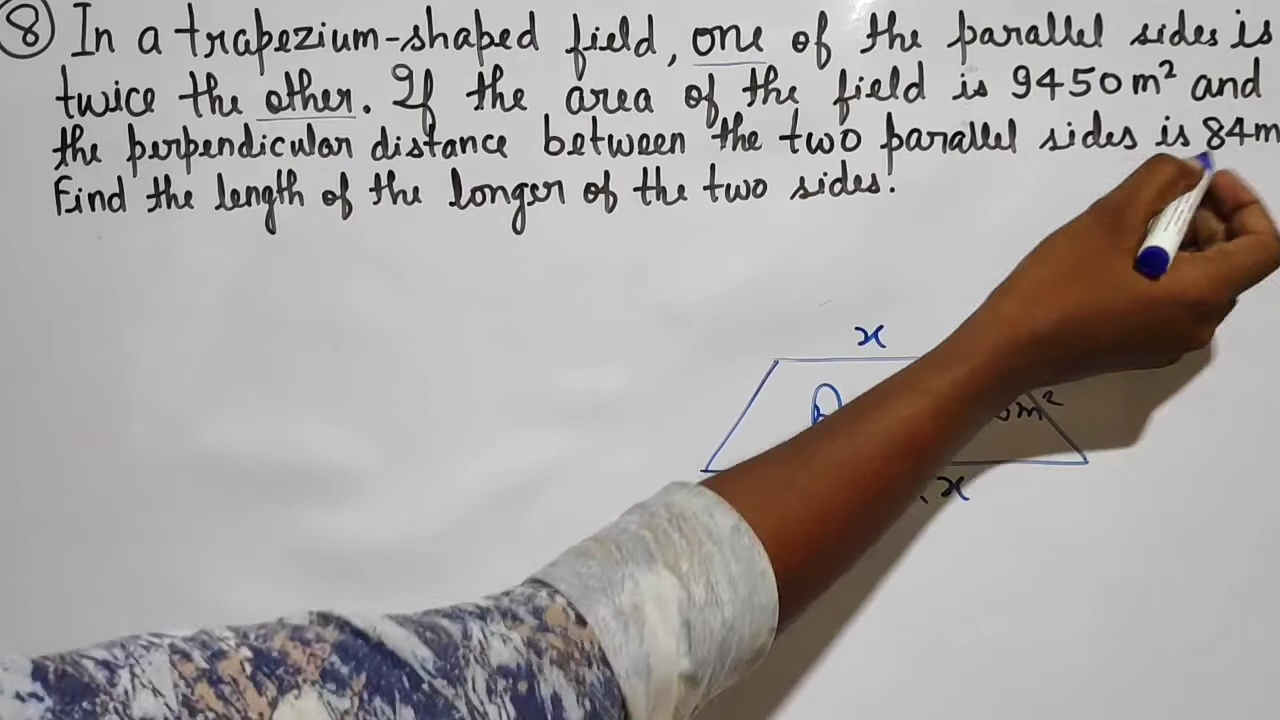 8 In a trapezium-shaped field, one of the parallel sides is
twice the other. If the area of the field is 9450m² and
the perpendicular distance between the two parallel sides is 84m
Find the length of the longer of the two sides.
x
m²
x